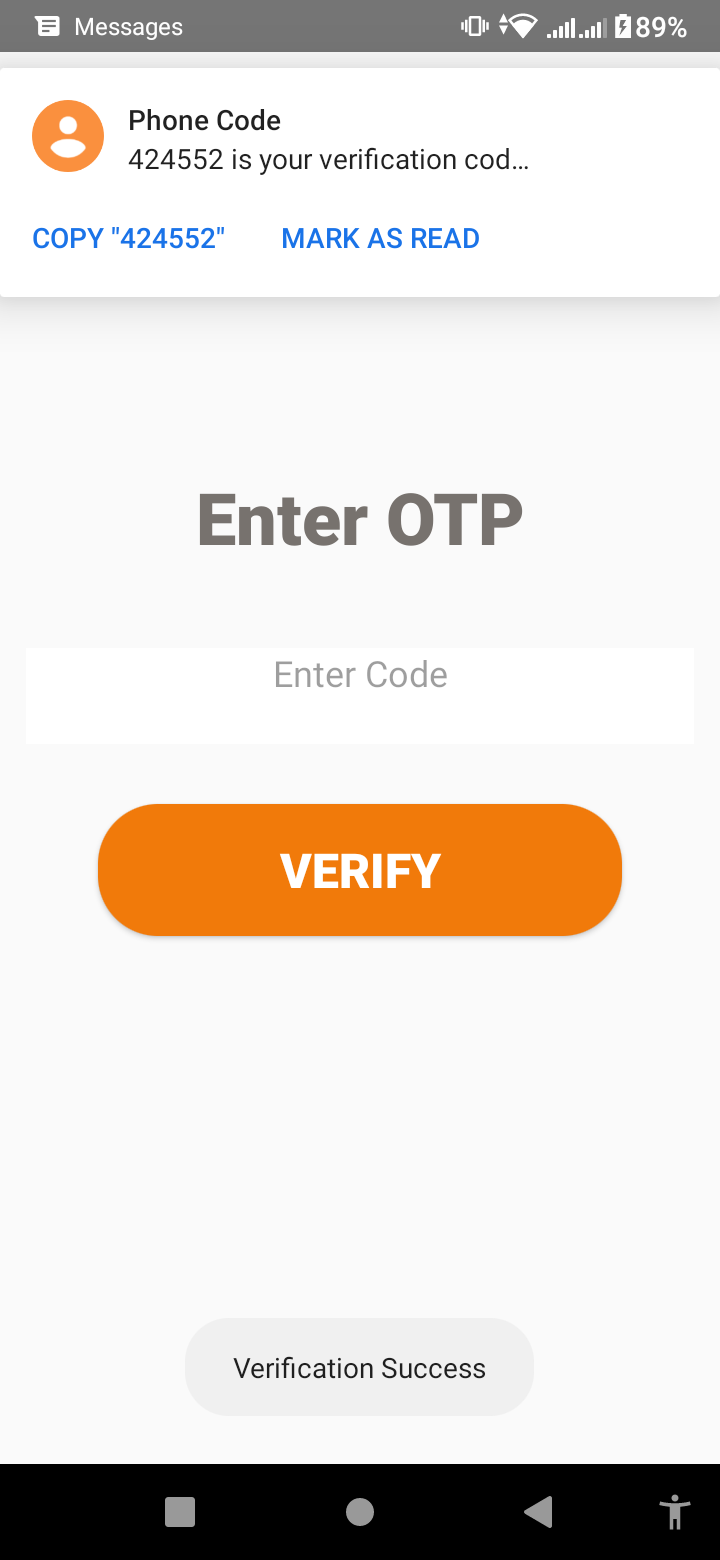 Messages
89%
Phone Code
424552 is your verification cod...
COPY "424552" MARK AS READ
Enter OTP
Enter Code
VERIFY
Verification Success